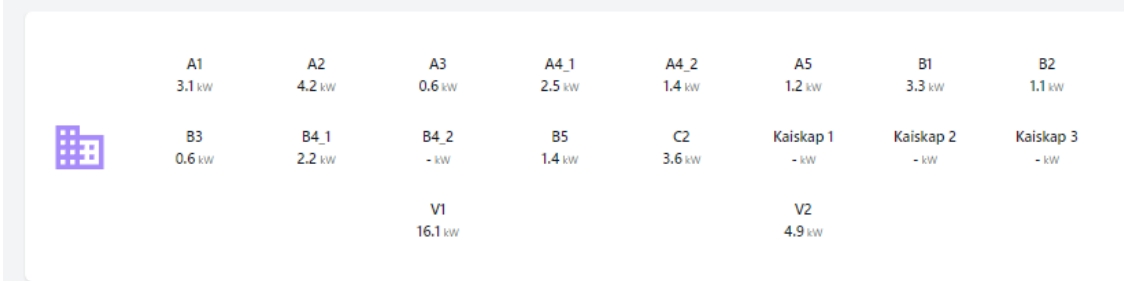 A1 A2 A3 A4_1 A4_2 A5 B1 B2
3.1 kW 4.2 kW 0.6 kW 2.5 kW 1.4 kW 1.2 kW 3.3 kW 1.1 kW
B3 B4_1 B4_2 B5 C2 Kaiskap 1 Kaiskap 2 Kaiskap 3
0.6 kW 2.2 kW - kW 1.4 kW 3.6 kW - kW - kW - kW
V1 V2
16.1 kW 4.9 kW